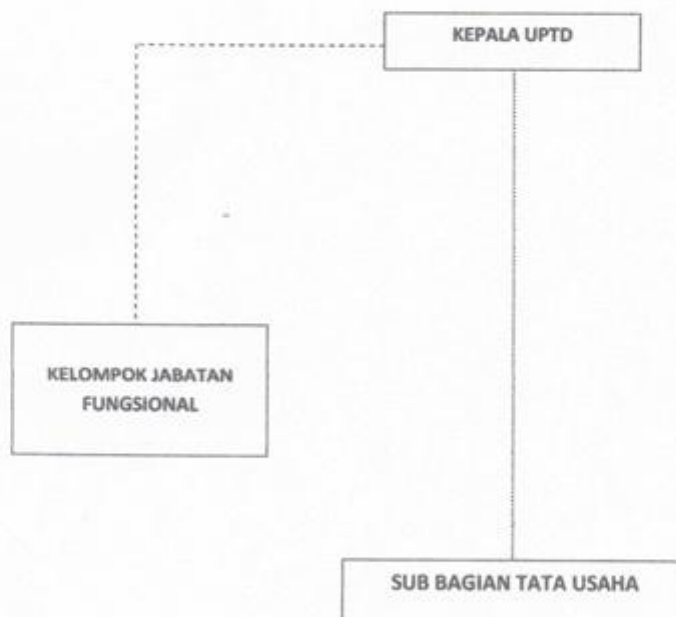 KEPALA UPTD
KELOMPOK JABATAN
FUNGSIONAL
SUB BAGIAN TATA USAHA